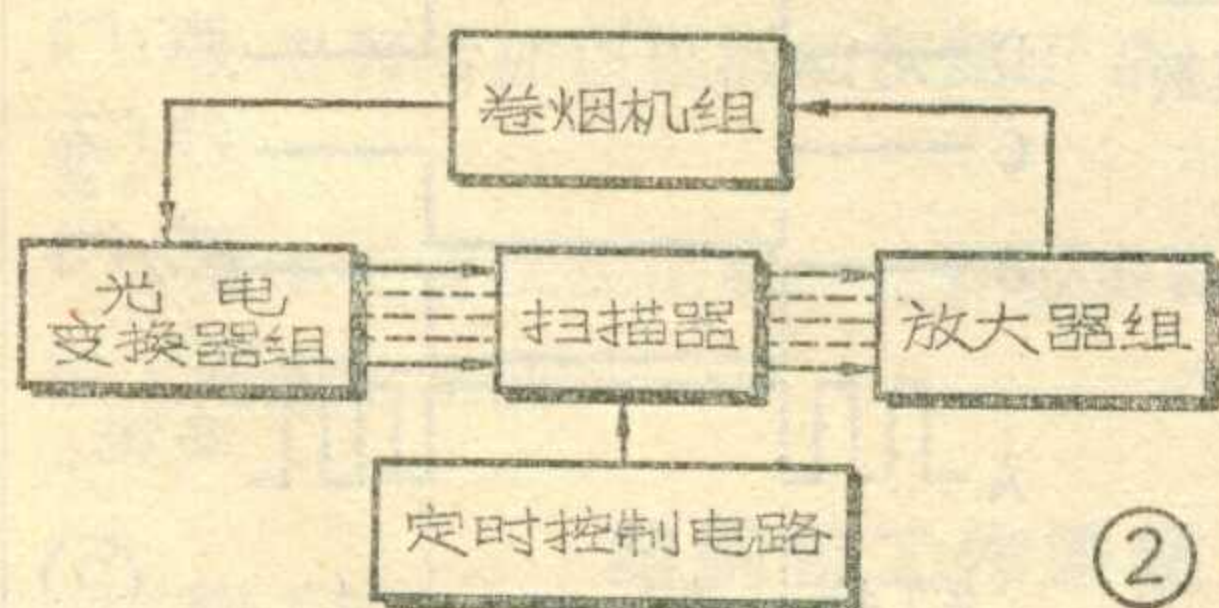 卷烟机组
光电
变换器组
扫描器
放大器组
定时控制电路
②